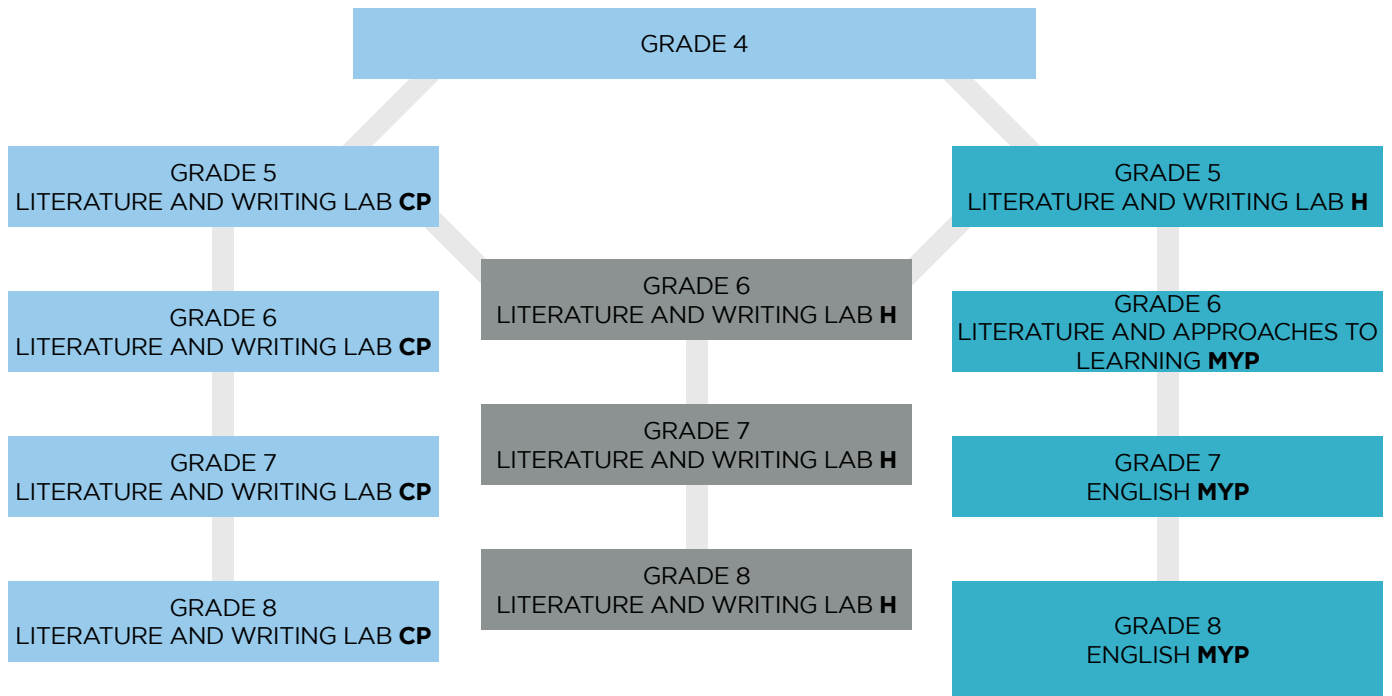 GRADE 4
GRADE 5
LITERATURE AND WRITING LAB CP
GRADE 5
LITERATURE AND WRITING LAB H
GRADE 6
LITERATURE AND WRITING LAB H
GRADE 6
LITERATURE AND WRITING LAB CP
GRADE 6
LITERATURE AND APPROACHES TO
LEARNING MYP
GRADE 7
LITERATURE AND WRITING LAB H
GRADE 7
LITERATURE AND WRITING LAB CP
GRADE 7
ENGLISH MYP
GRADE 8
LITERATURE AND WRITING LAB H
GRADE 8
LITERATURE AND WRITING LAB CP
GRADE 8
ENGLISH MYP